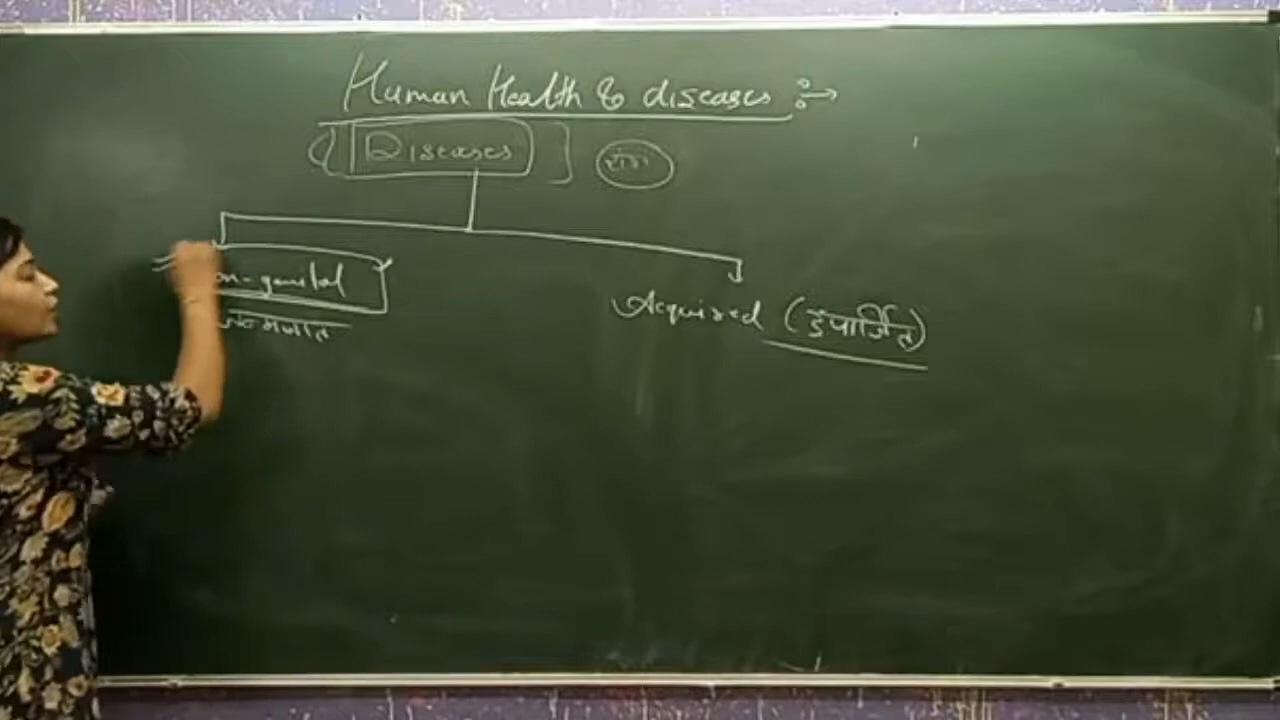 Human Health & diseases :→
[Diseases] रोग
on-genital Acquired (उपार्जित)
जन्मजात